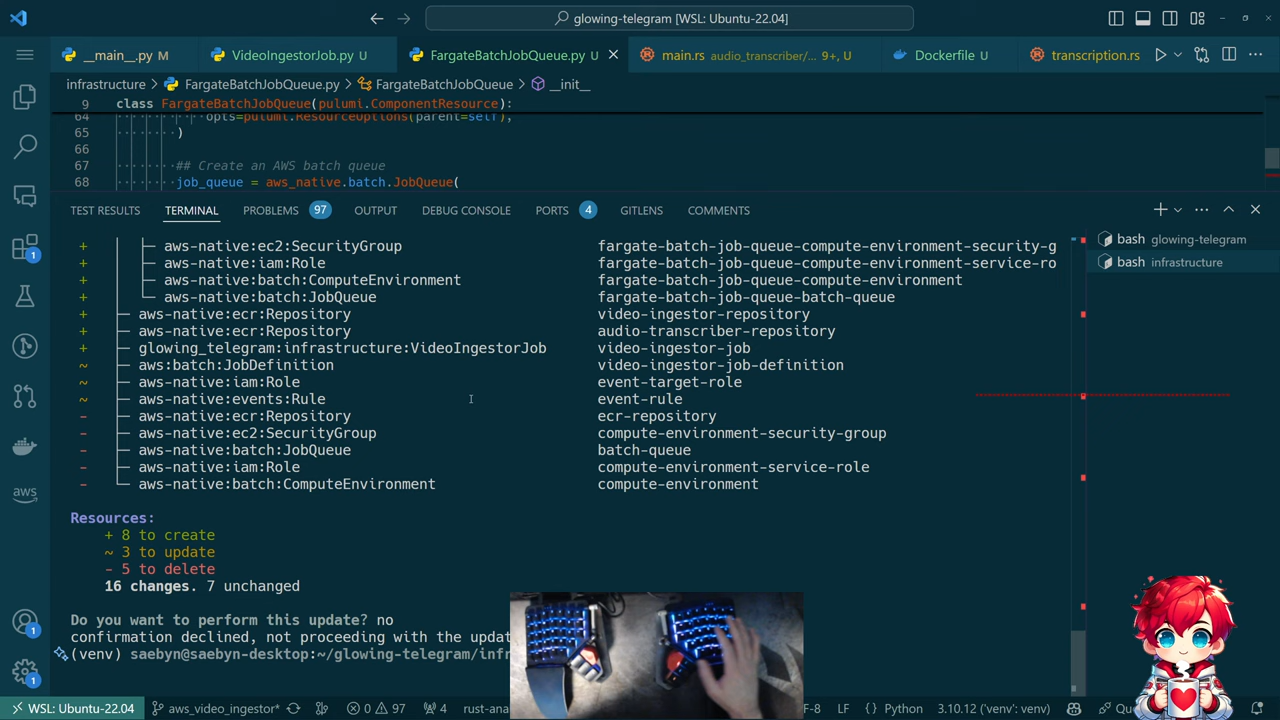 glowing-telegram [WSL: Ubuntu-22.04]
__main__.py M
VideoIngestorJob.py U
FargateBatchJobQueue.py U
main.rs audio_transcriber/... 9+, U
Dockerfile U
transcription.rs
infrastructure > FargateBatchJobQueue.py > FargateBatchJobQueue > __init__
9 class FargateBatchJobQueue(pulumi.ComponentResource):
64 opts=pulumi.ResourceOptions(parent=self),
65 )
66
67 ## Create an AWS batch queue
68 job_queue = aws_native.batch.JobQueue(
TEST RESULTS TERMINAL PROBLEMS 97 OUTPUT DEBUG CONSOLE PORTS 4 GITLENS COMMENTS
+ aws-native:ec2:SecurityGroup fargate-batch-job-queue-compute-environment-security-g
+ aws-native:iam:Role fargate-batch-job-queue-compute-environment-service-ro
+ aws-native:batch:ComputeEnvironment fargate-batch-job-queue-compute-environment
+ aws-native:batch:JobQueue fargate-batch-job-queue-batch-queue
+ aws-native:ecr:Repository video-ingestor-repository
+ aws-native:ecr:Repository audio-transcriber-repository
+ glowing_telegram:infrastructure:VideoIngestorJob video-ingestor-job
~ aws:batch:JobDefinition video-ingestor-job-definition
~ aws-native:iam:Role event-target-role
~ aws-native:events:Rule event-rule
- aws-native:ecr:Repository ecr-repository
- aws-native:ec2:SecurityGroup compute-environment-security-group
- aws-native:batch:JobQueue batch-queue
- aws-native:iam:Role compute-environment-service-role
- aws-native:batch:ComputeEnvironment compute-environment
Resources:
+ 8 to create
~ 3 to update
- 5 to delete
16 changes. 7 unchanged
Do you want to perform this update? no
confirmation declined, not proceeding with the updat
(venv) saebyn@saebyn-desktop:~/glowing-telegram/infr
bash glowing-telegram
bash infrastructure
1
aws
1
1
WSL: Ubuntu-22.04 aws_video_ingestor* 0 97 4 rust-ana
F-8 LF Python 3.10.12 ('venv': venv) Qu